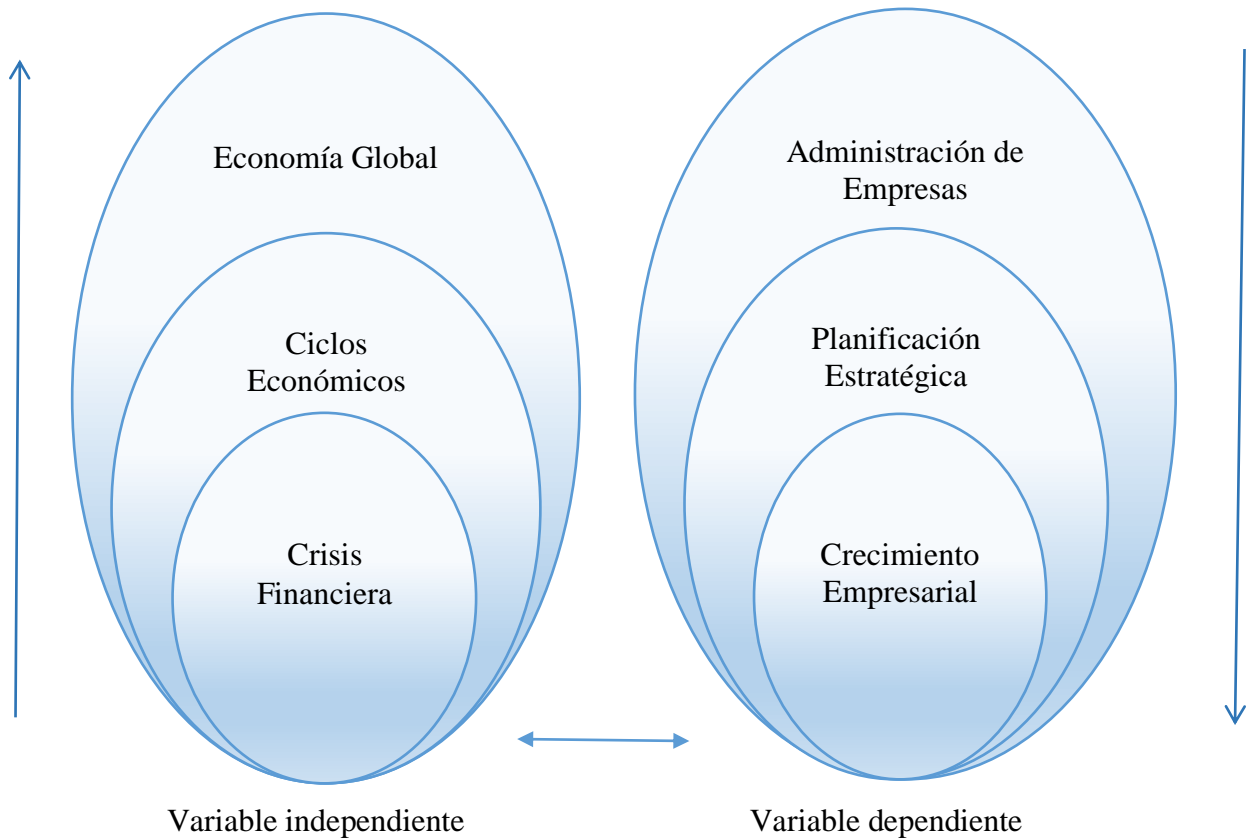 Economía Global
Ciclos
Económicos
Crisis
Financiera
Variable independiente
Administración de
Empresas
Planificación
Estratégica
Crecimiento
Empresarial
Variable dependiente